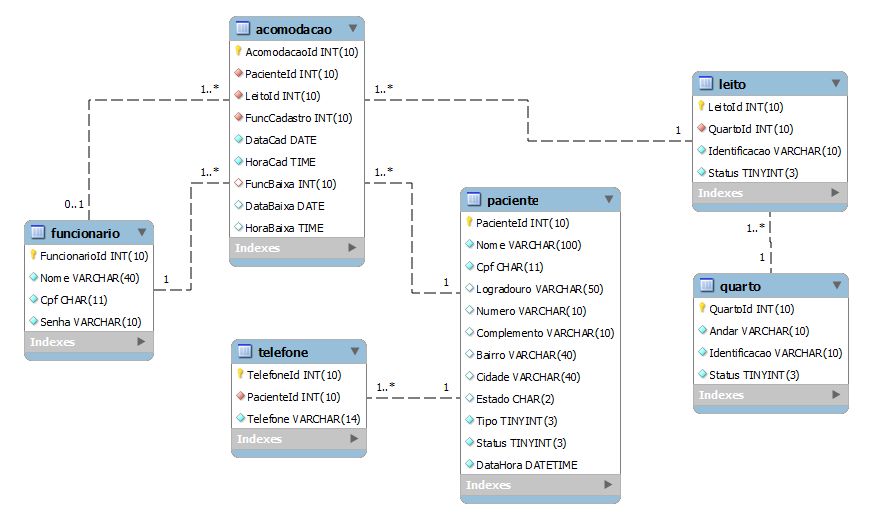 acomodacao
AcomodacaoId INT(10)
PacienteId INT(10)
LeitoId INT(10)
FuncCadastro INT(10)
DataCad DATE
HoraCad TIME
FuncBaixa INT(10)
DataBaixa DATE
HoraBaixa TIME
Indexes
1..*
1..*
1..*
1..*
0..1
1
1
1
funcionario
FuncionarioId INT(10)
Nome VARCHAR(40)
Cpf CHAR(11)
Senha VARCHAR(10)
Indexes
leito
LeitoId INT(10)
QuartoId INT(10)
Identificacao VARCHAR(10)
Status TINYINT(3)
Indexes
1..*
1
quarto
QuartoId INT(10)
Andar VARCHAR(10)
Identificacao VARCHAR(10)
Status TINYINT(3)
Indexes
paciente
PacienteId INT(10)
Nome VARCHAR(100)
Cpf CHAR(11)
Logradouro VARCHAR(50)
Numero VARCHAR(10)
Complemento VARCHAR(10)
Bairro VARCHAR(40)
Cidade VARCHAR(40)
Estado CHAR(2)
Tipo TINYINT(3)
Status TINYINT(3)
DataHora DATETIME
Indexes
telefone
TelefoneId INT(10)
PacienteId INT(10)
Telefone VARCHAR(14)
Indexes
1..*
1